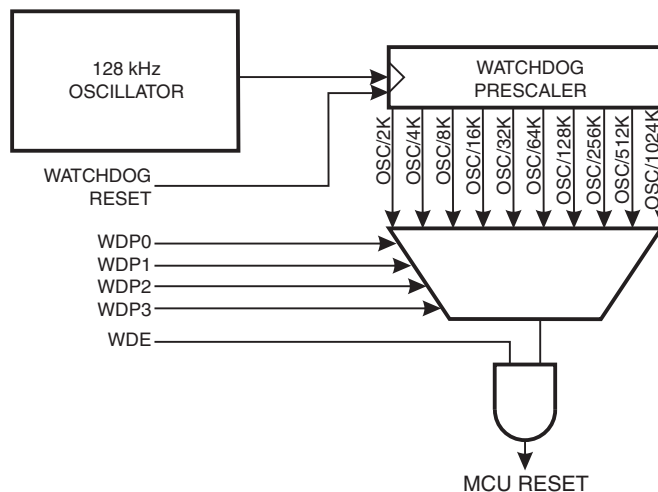 128 kHz
OSCILLATOR
WATCHDOG
PRESCALER
OSC/2K
OSC/4K
OSC/8K
OSC/16K
OSC/32K
OSC/64K
OSC/128K
OSC/256K
OSC/512K
OSC/1024K
WATCHDOG
RESET
WDP0
WDP1
WDP2
WDP3
WDE
MCU RESET